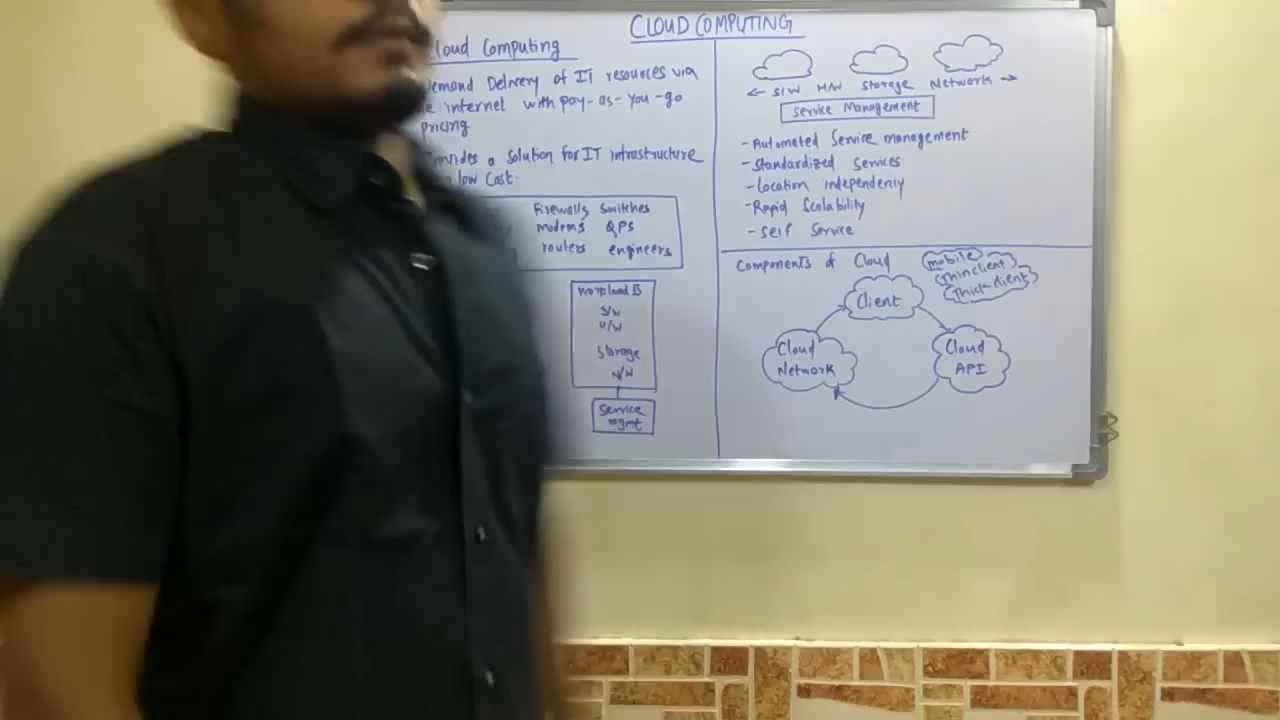 CLOUD COMPUTING
loud Computing
emand Delivery of IT resources via
e internet with pay-as-you-go
pricing
ovides a solution for IT infrastructure
low Cost.
Firewalls switches
modems
routers engineers
B
S/W
H/W
Storage
N/W
Service
mgmt
S/W H/W Storage Network
Service Management
- Automated Service management
- Standardized Services
- Location independency
- Rapid Scalability
- Self Service
Components of Cloud
mobile
Thin client
Thick client
Client
Cloud
Network
Cloud
API